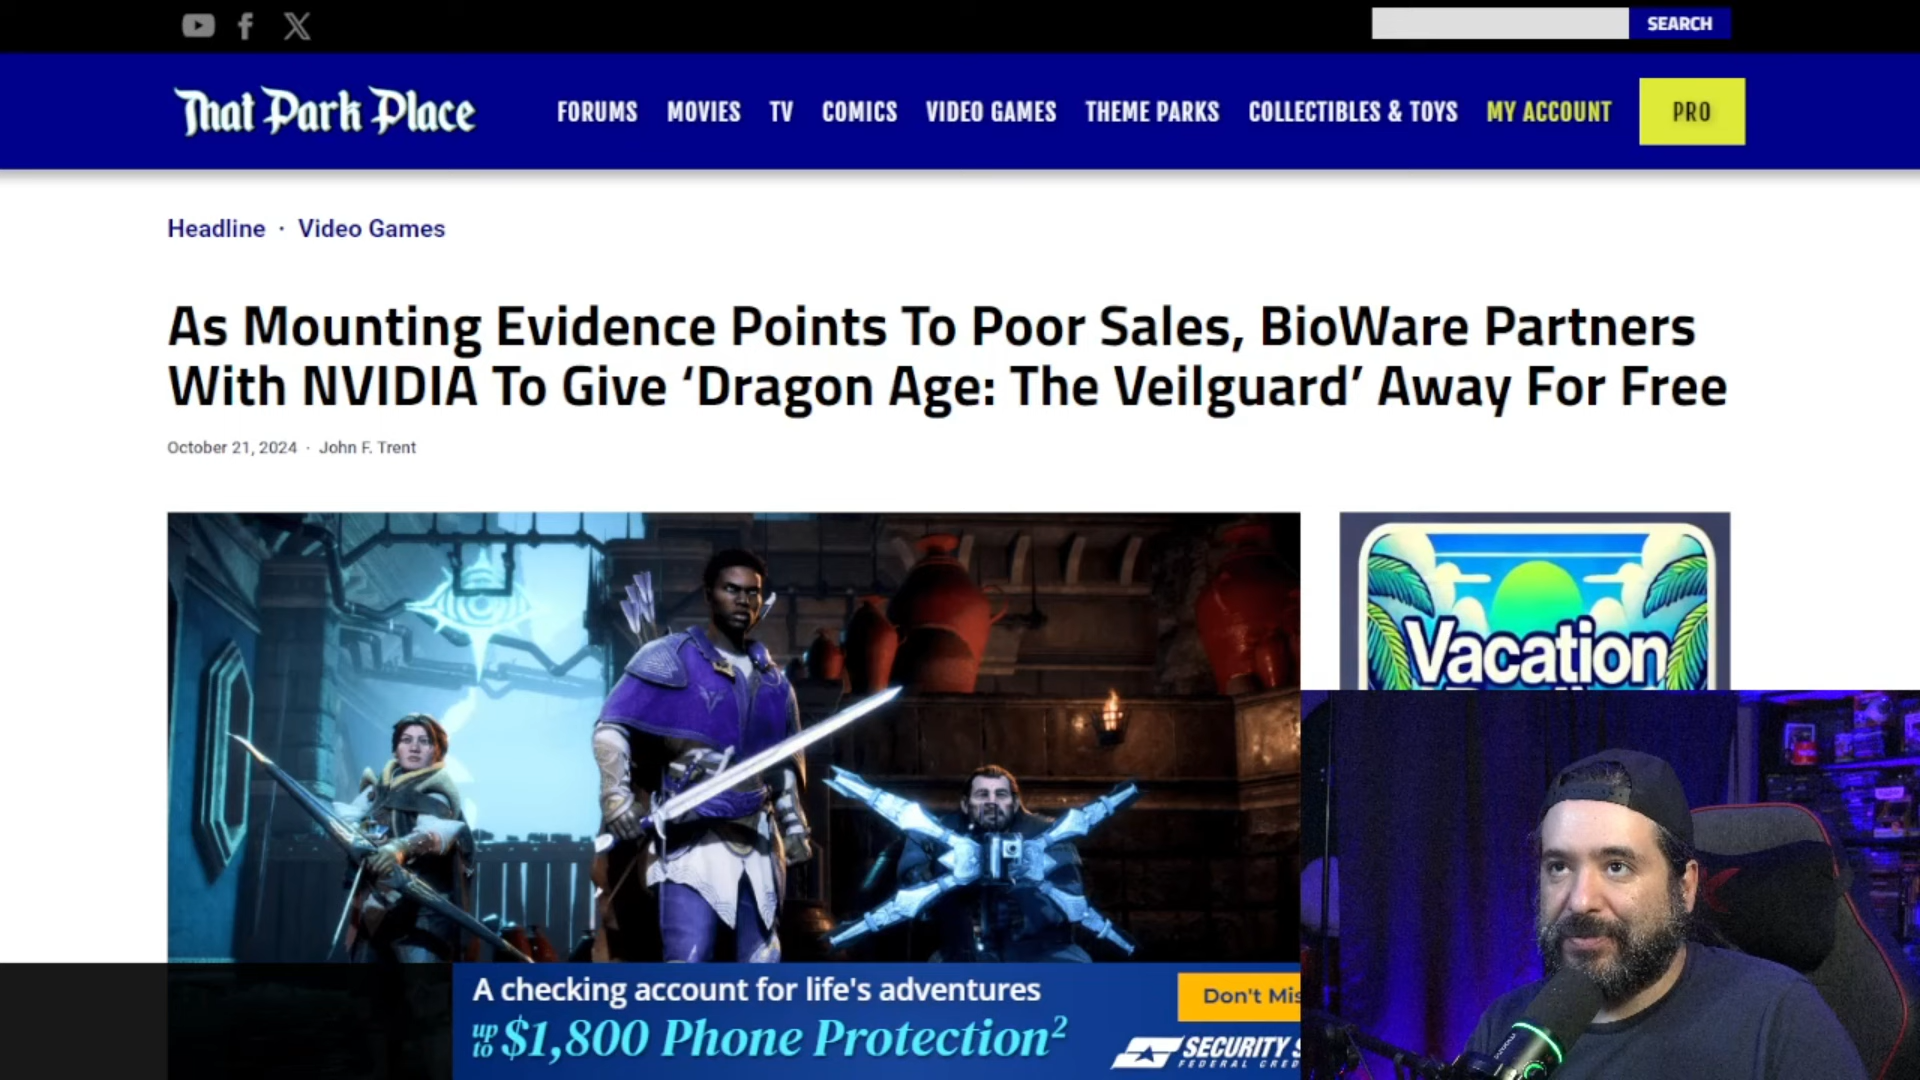 SEARCH
That Park Place
FORUMS MOVIES TV COMICS VIDEO GAMES THEME PARKS COLLECTIBLES & TOYS MY ACCOUNT PRO
Headline · Video Games
As Mounting Evidence Points To Poor Sales, BioWare Partners
With NVIDIA To Give ‘Dragon Age: The Veilguard’ Away For Free
October 21, 2024 · John F. Trent
Vacation
A checking account for life's adventures
up to $1,800 Phone Protection2
Don't Mis
SECURITY S
FEDERAL CRED